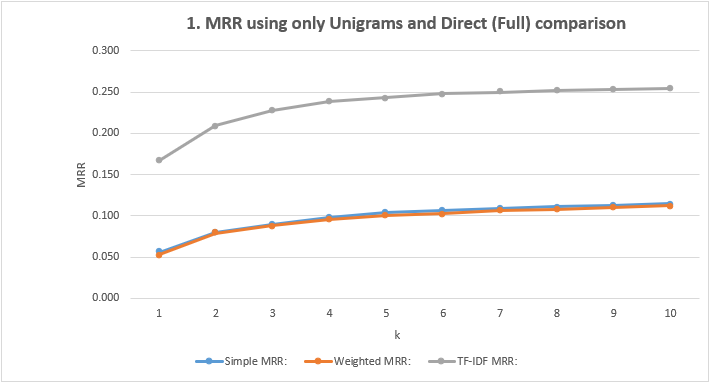 1. MRR using only Unigrams and Direct (Full) comparison
0.300
0.250
0.200
0.150
0.100
0.050
0.000
MRR
1 2 3 4 5 6 7 8 9 10
k
Simple MRR: Weighted MRR: TF-IDF MRR: